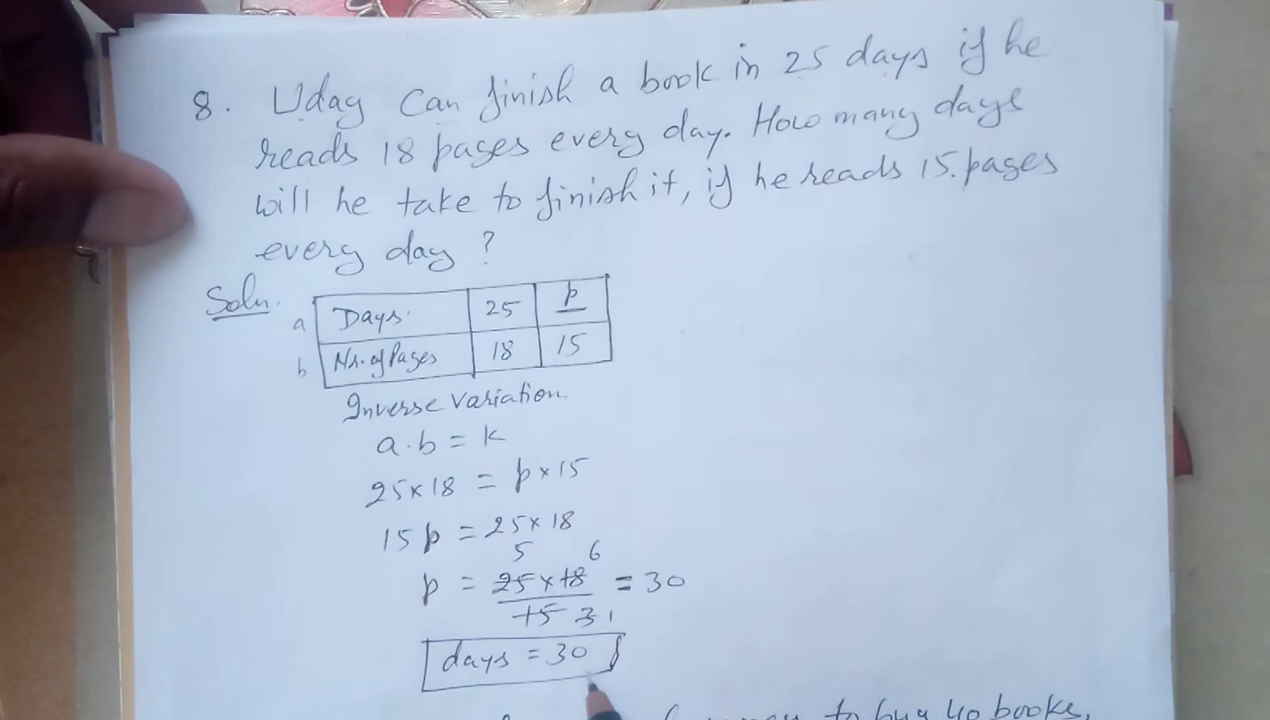 8. Uday Can finish a book in 25 days if he
reads 18 pages every day. How many days
will he take to finish it, if he reads 15 pages
every day ?
Soln.
a Days 25 p
b Nr. of Pages 18 15
Inverse Variation
a.b = k
25×18 = p×15
15 p = 25×18
5 6
p = 25×18 = 30
15 3 1
days = 30
to buy 40 books,